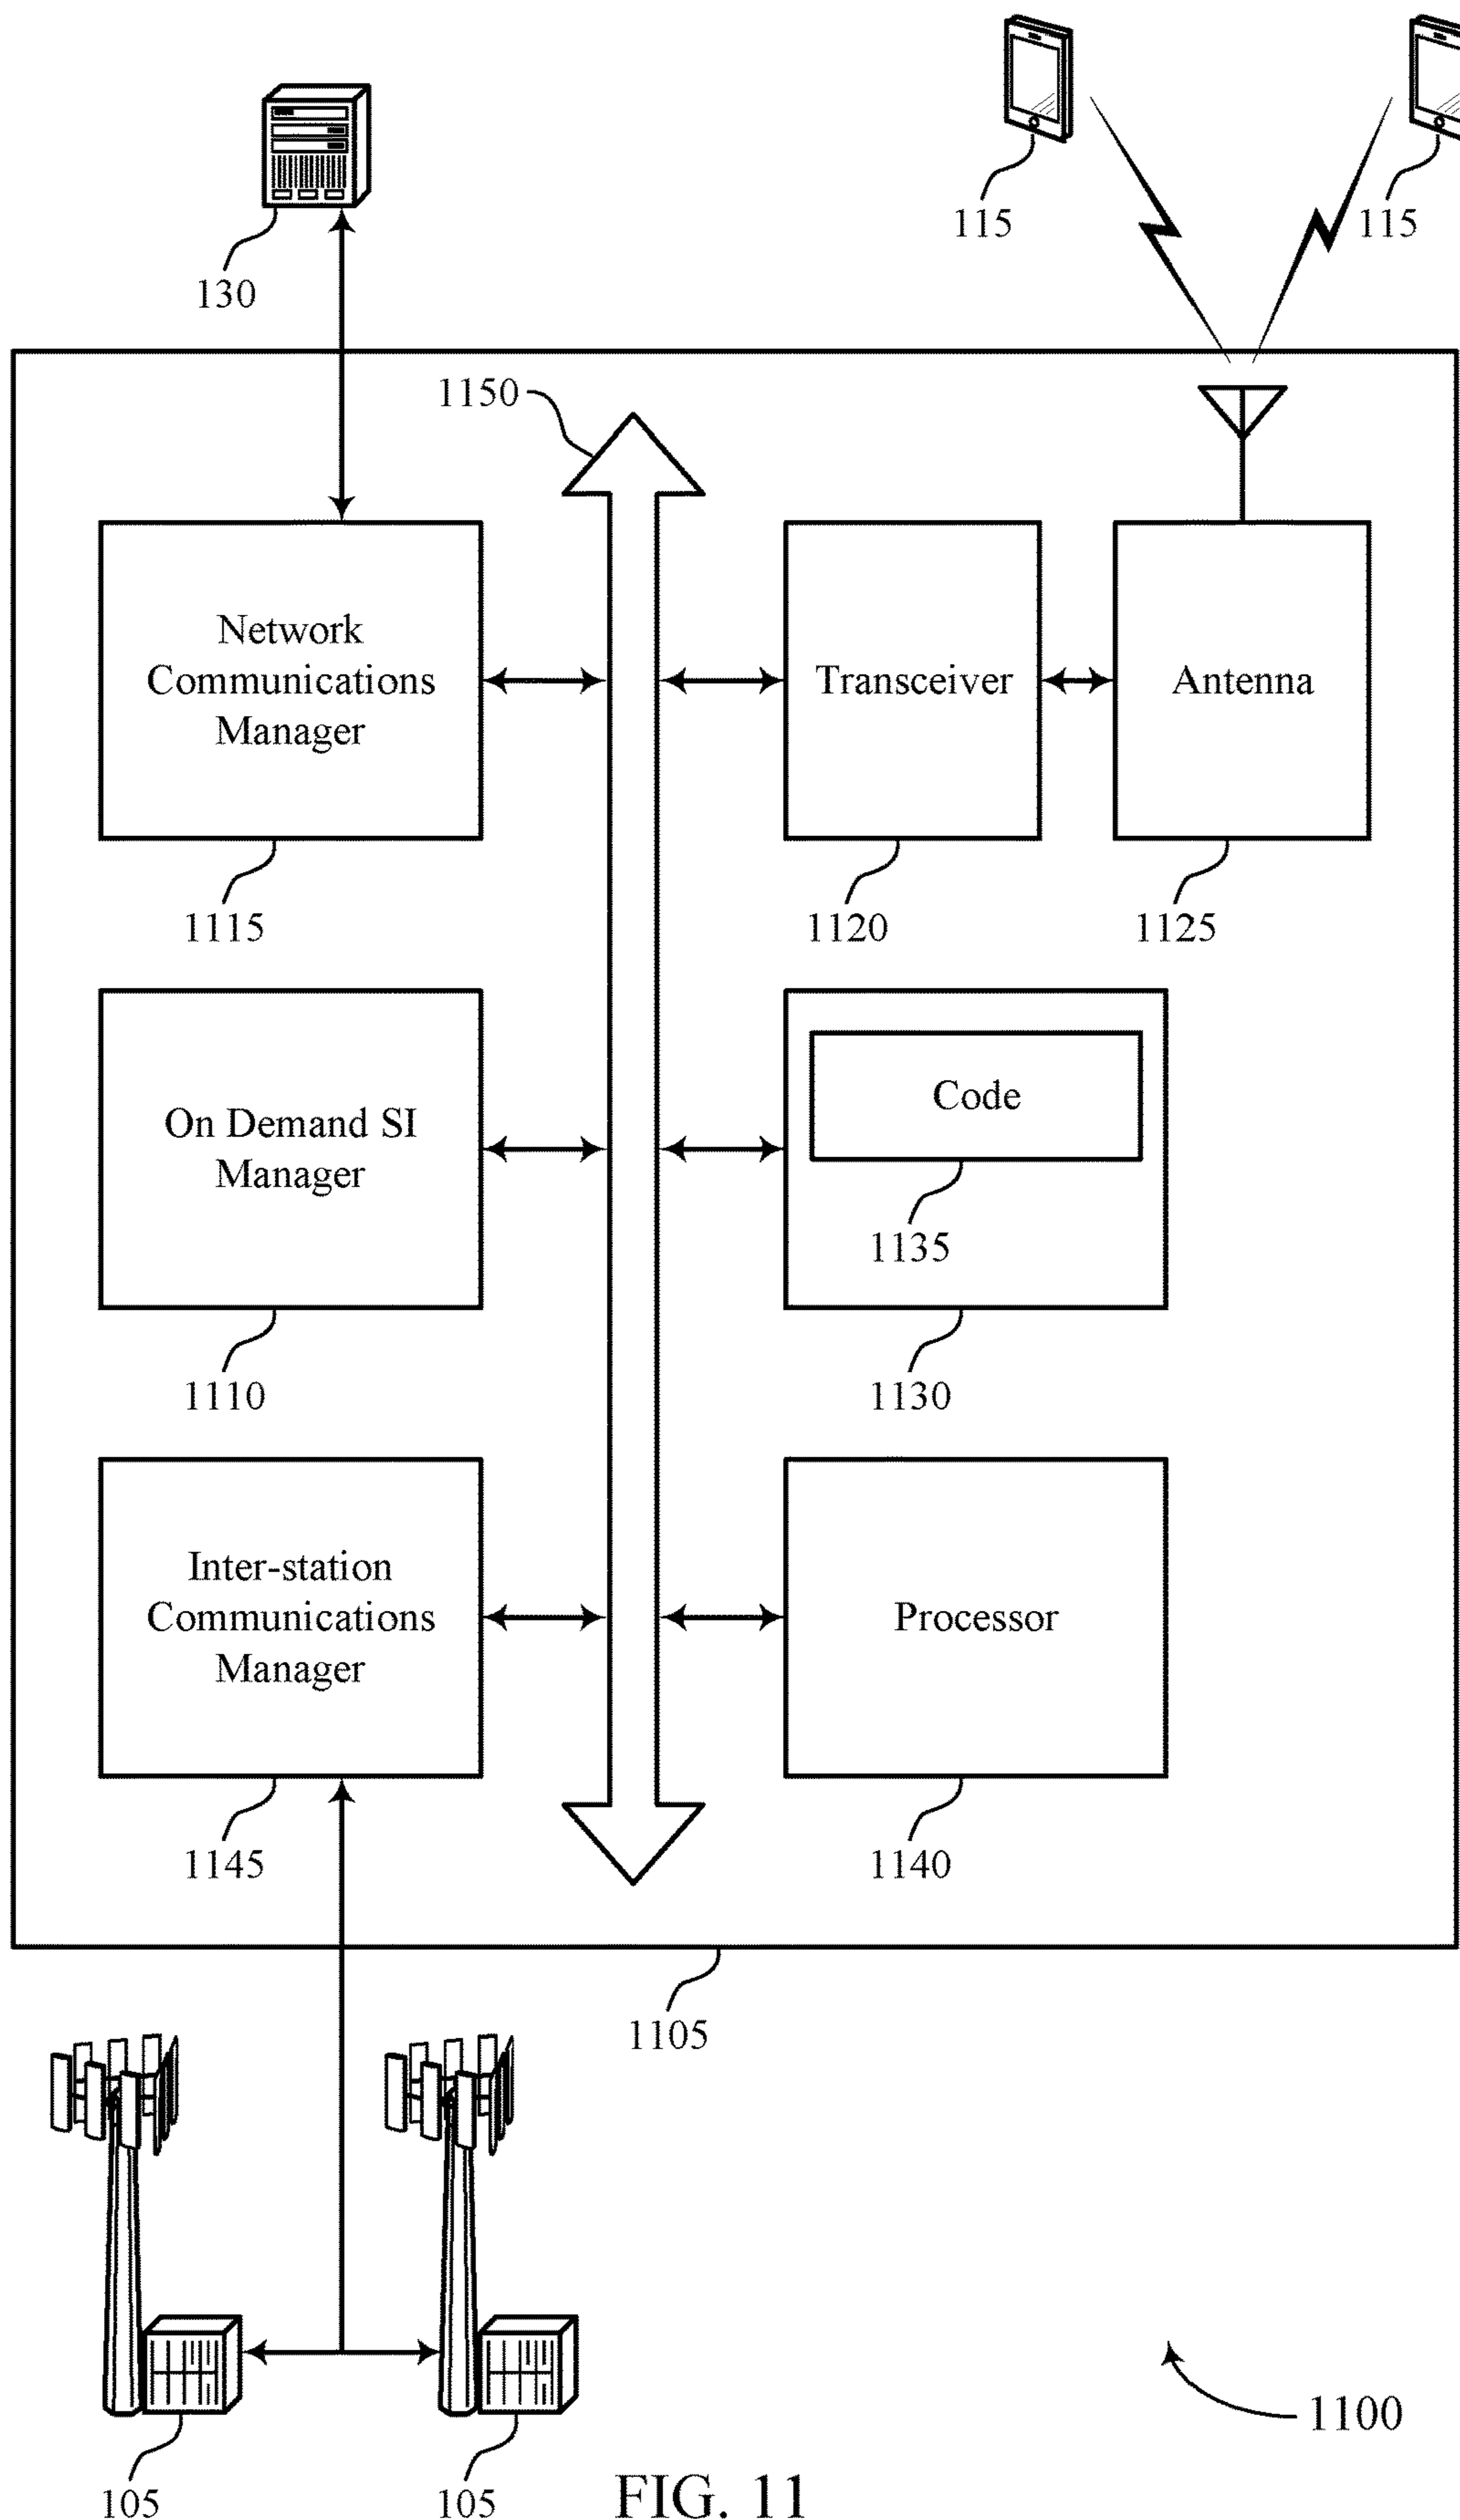 115
115
130
1150
Network
Communications
Manager
Transceiver
Antenna
1115
1120
1125
On Demand SI
Manager
Code
1135
1110
1130
Inter-station
Communications
Manager
Processor
1145
1140
1105
1100
105
105
FIG. 11